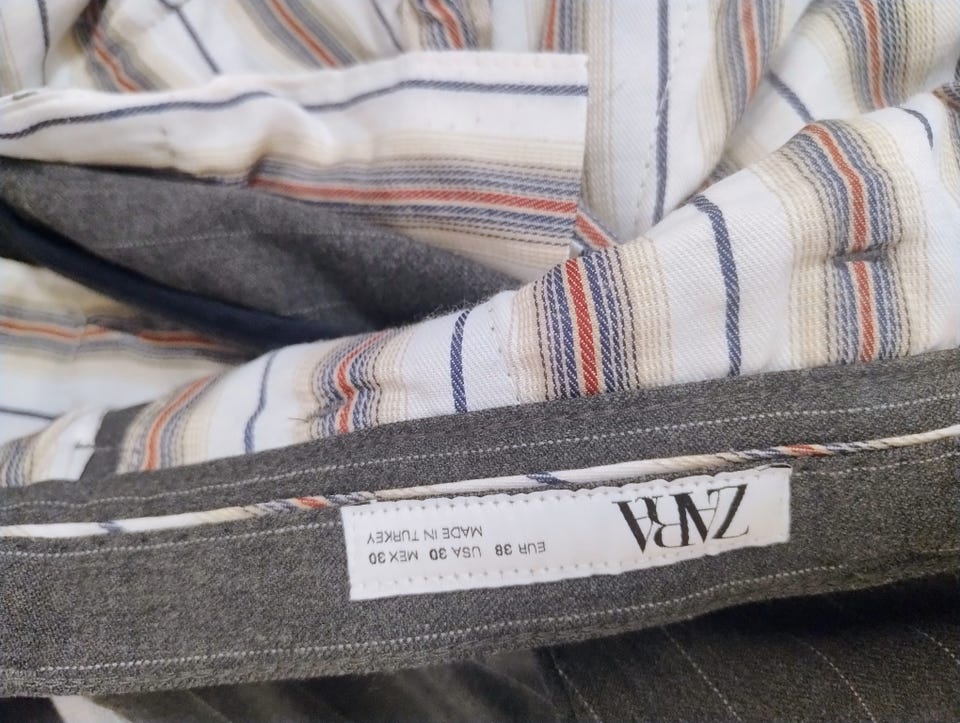 ZARA
EUR 38 USA 30 MEX 30
MADE IN TURKEY